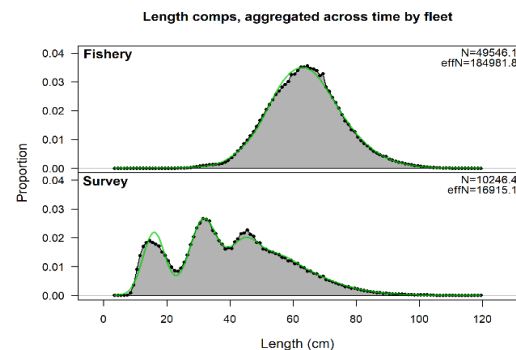 Length comps, aggregated across time by fleet
Fishery
N=49546.1
effN=184981.8
0.04
0.03
0.02
0.01
0.00
Survey
N=10246.4
effN=16915.1
0.04
0.03
0.02
0.01
0.00
Proportion
0 20 40 60 80 100 120
Length (cm)